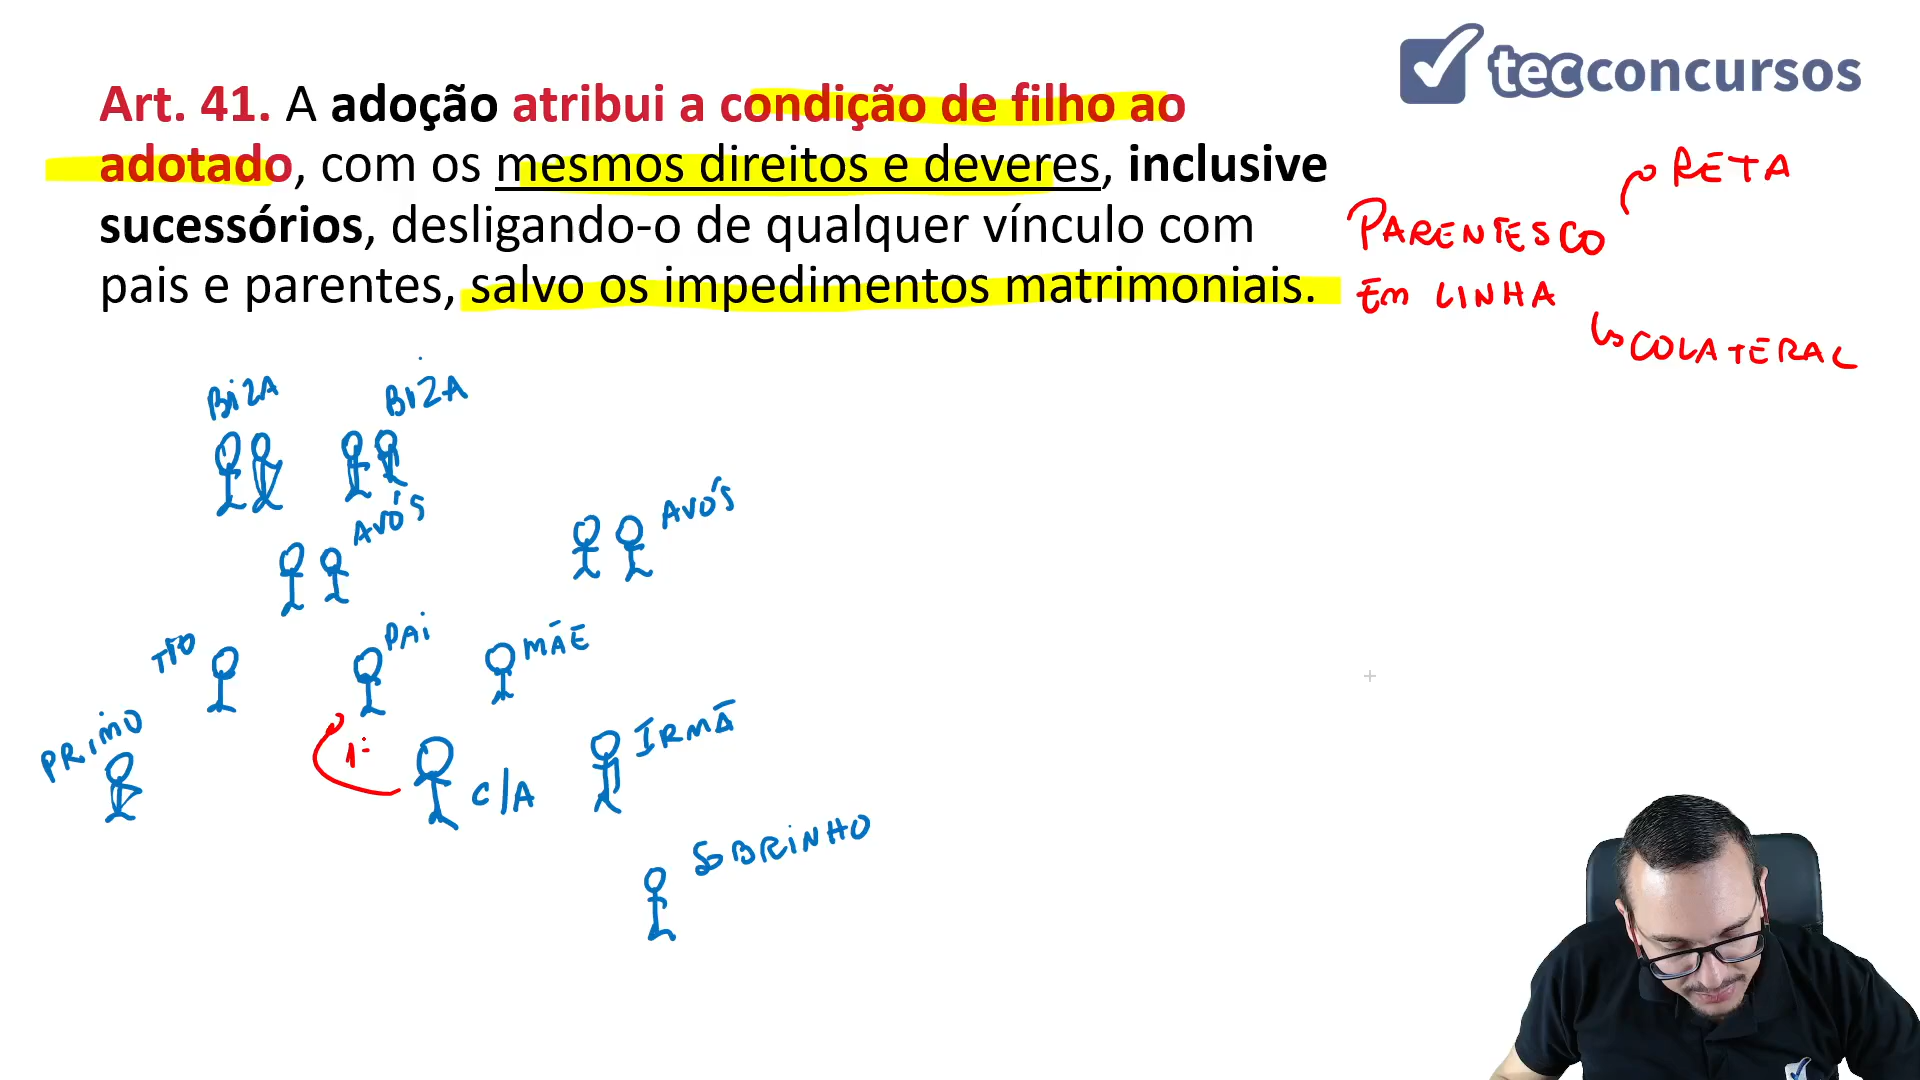 tecconcursos
Art. 41. A adoção atribui a condição de filho ao
adotado, com os mesmos direitos e deveres, inclusive
sucessórios, desligando-o de qualquer vínculo com
pais e parentes, salvo os impedimentos matrimoniais.
RETA
PARENTESCO
EM LINHA
COLATERAL
BIZA
BIZA
AVÓS
AVÓS
TIO
PAI
MÃE
PRIMO
1º
C/A
IRMÃ
SOBRINHO